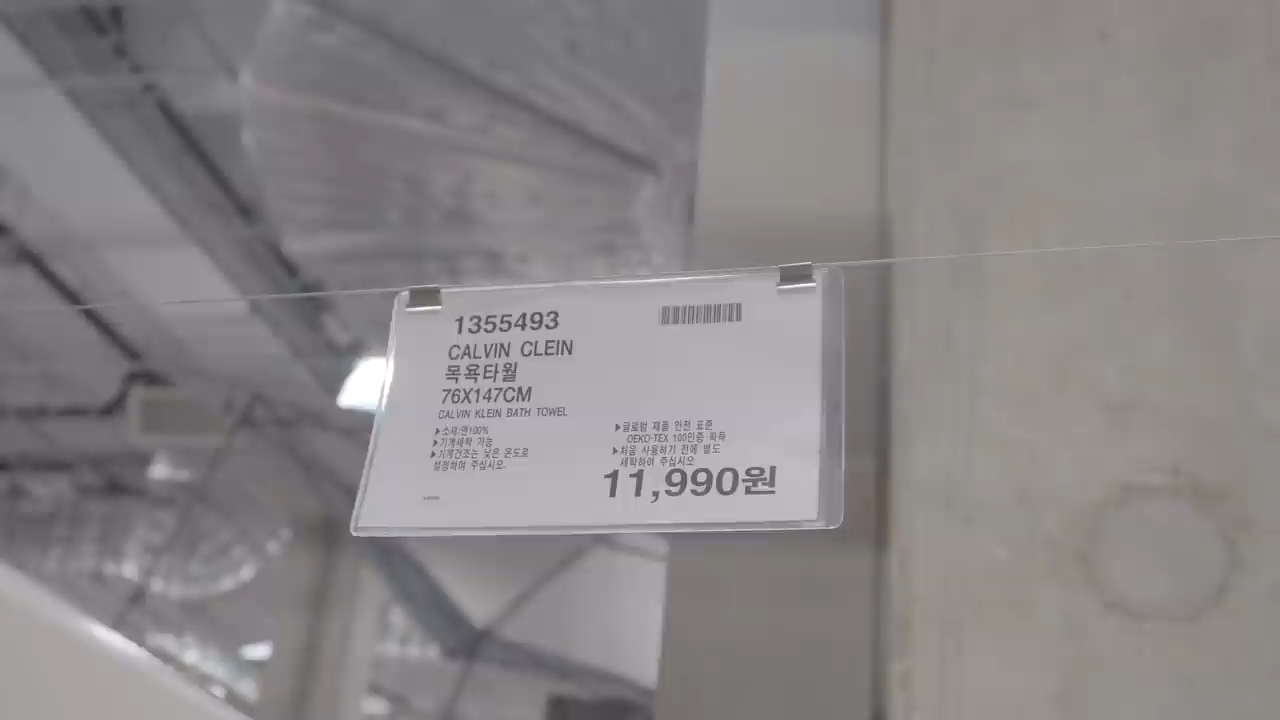 1355493
CALVIN CLEIN
목욕타월
76X147CM
CALVIN KLEIN BATH TOWEL
▶소재:면100%
▶기계세탁 가능
▶기계건조는 낮은 온도로
설정하여 주십시오.
▶글로벌 제품 안전 표준
OEKO-TEX 100인증 획득
▶처음 사용하기 전에 별도
세탁하여 주십시오
11,990원